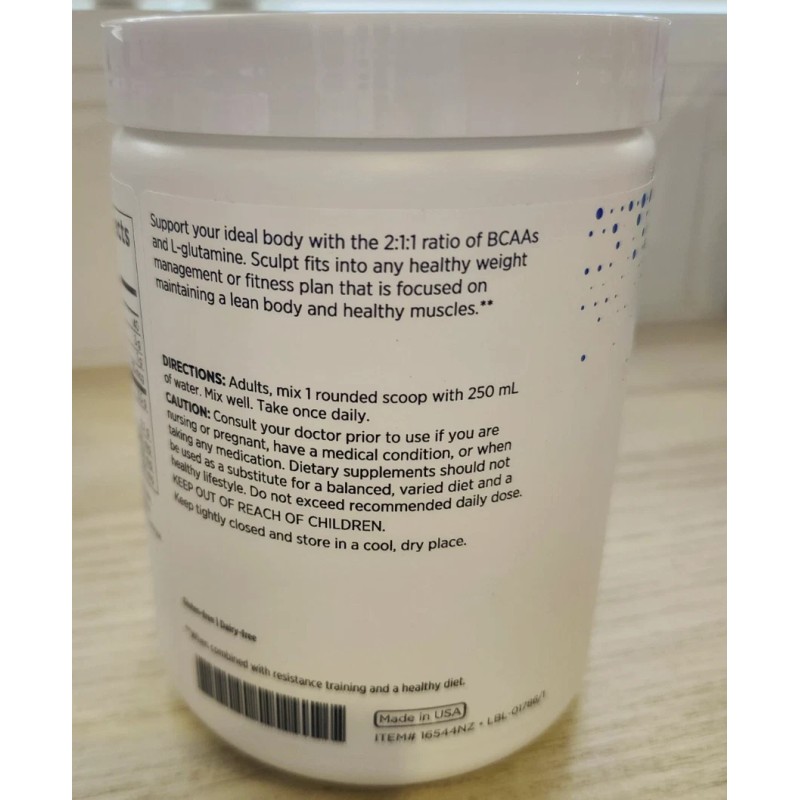 Support your ideal body with the 2:1:1 ratio of BCAAs
and L-glutamine. Sculpt fits into any healthy weight
management or fitness plan that is focused on
maintaining a lean body and healthy muscles.**
DIRECTIONS: Adults, mix 1 rounded scoop with 250 mL
of water. Mix well. Take once daily.
CAUTION: Consult your doctor prior to use if you are
nursing or pregnant, have a medical condition, or when
taking any medication. Dietary supplements should not
be used as a substitute for a balanced, varied diet and a
healthy lifestyle. Do not exceed recommended daily dose.
KEEP OUT OF REACH OF CHILDREN.
Keep tightly closed and store in a cool, dry place.
Gluten-free | Dairy-free
**When combined with resistance training and a healthy diet.
Made in USA
ITEM# 16544NZ • LBL-01786/1